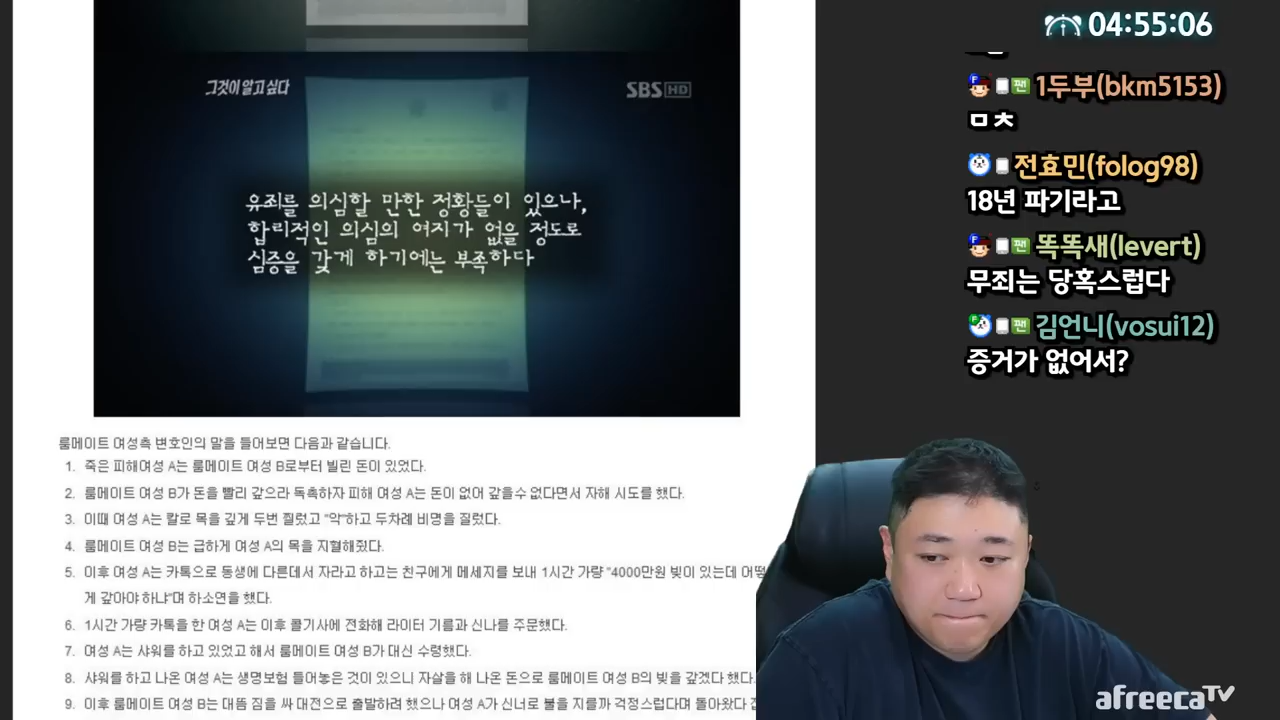 04:55:06
그것이 알고 싶다
SBS HD
유죄를 의심할 만한 정황들이 있으나,
합리적인 의심의 여지가 없을 정도로
심증을 갖게 하기에는 부족하다
1두부(bkm5153)
ㅁㅊ
전효민(folog98)
18년 파기라고
똑똑새(levert)
무죄는 당혹스럽다
김언니(vosui12)
증거가 없어서?
룸메이트 여성측 변호인의 말을 들어보면 다음과 같습니다.
1. 죽은 피해여성 A는 룸메이트 여성 B로부터 빌린 돈이 있었다.
2. 룸메이트 여성 B가 돈을 빨리 갚으라 독촉하자 피해 여성 A는 돈이 없어 갚을수 없다면서 자해 시도를 했다.
3. 이때 여성 A는 칼로 목을 깊게 두번 찔렀고 "악"하고 두차례 비명을 질렀다.
4. 룸메이트 여성 B는 급하게 여성 A의 목을 지혈해줬다.
5. 이후 여성 A는 카톡으로 동생에 다른데서 자라고 하고는 친구에게 메세지를 보내 1시간 가량 "4000만원 빚이 있는데 어떻
게 갚아야 하냐"며 하소연을 했다.
6. 1시간 가량 카톡을 한 여성 A는 이후 콜기사에 전화해 라이터 기름과 신나를 주문했다.
7. 여성 A는 샤워를 하고 있었고 해서 룸메이트 여성 B가 대신 수령했다.
8. 샤워를 하고 나온 여성 A는 생명보험 들어놓은 것이 있으니 자살을 해 나온 돈으로 룸메이트 여성 B의 빚을 갚겠다 했다.
9. 이후 룸메이트 여성 B는 대뜸 짐을 싸 대전으로 출발하려 했으나 여성 A가 신너로 불을 지를까 걱정스럽다며 돌아왔다
afreecaTV